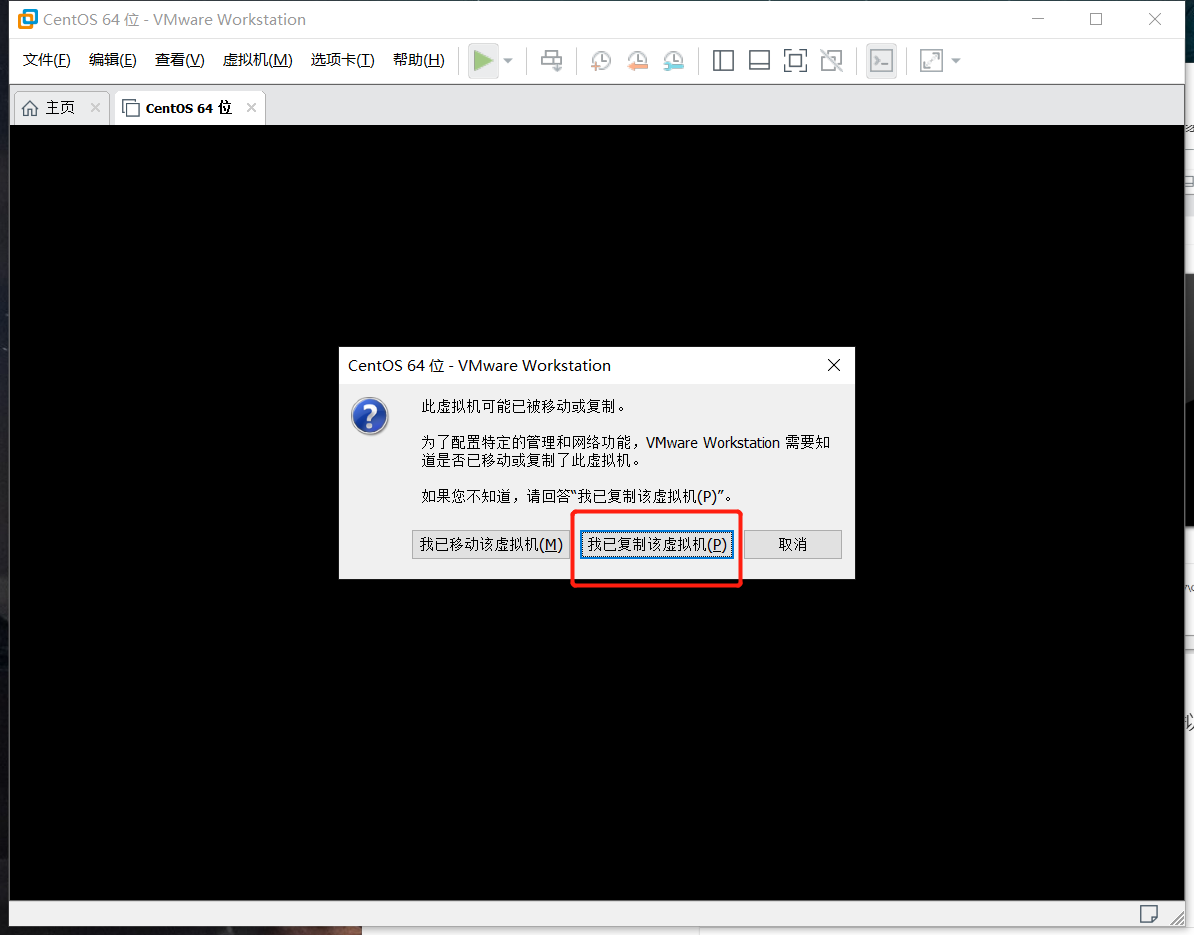 CentOS 64 位 - VMware Workstation
文件(F) 编辑(E) 查看(V) 虚拟机(M) 选项卡(T) 帮助(H)
主页 CentOS 64 位
CentOS 64 位 - VMware Workstation
此虚拟机可能已被移动或复制。
为了配置特定的管理和网络功能，VMware Workstation 需要知
道是否已移动或复制了此虚拟机。
如果您不知道，请回答“我已复制该虚拟机(P)”。
我已移动该虚拟机(M) 我已复制该虚拟机(P) 取消